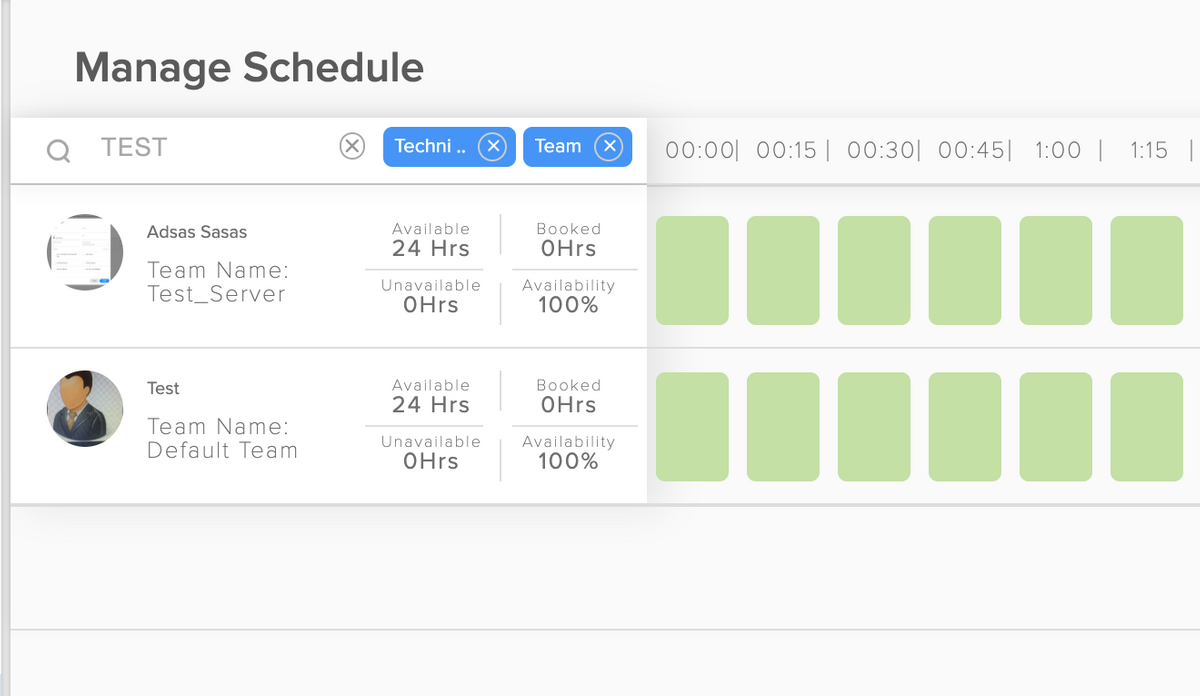 Manage Schedule
TEST
Techni ..
Team
00:00| 00:15 | 00:30| 00:45| 1:00 | 1:15 |
Adsas Sasas
Team Name:
Test_Server
Available
24 Hrs
Booked
0Hrs
Unavailable
0Hrs
Availability
100%
Test
Team Name:
Default Team
Available
24 Hrs
Booked
0Hrs
Unavailable
0Hrs
Availability
100%